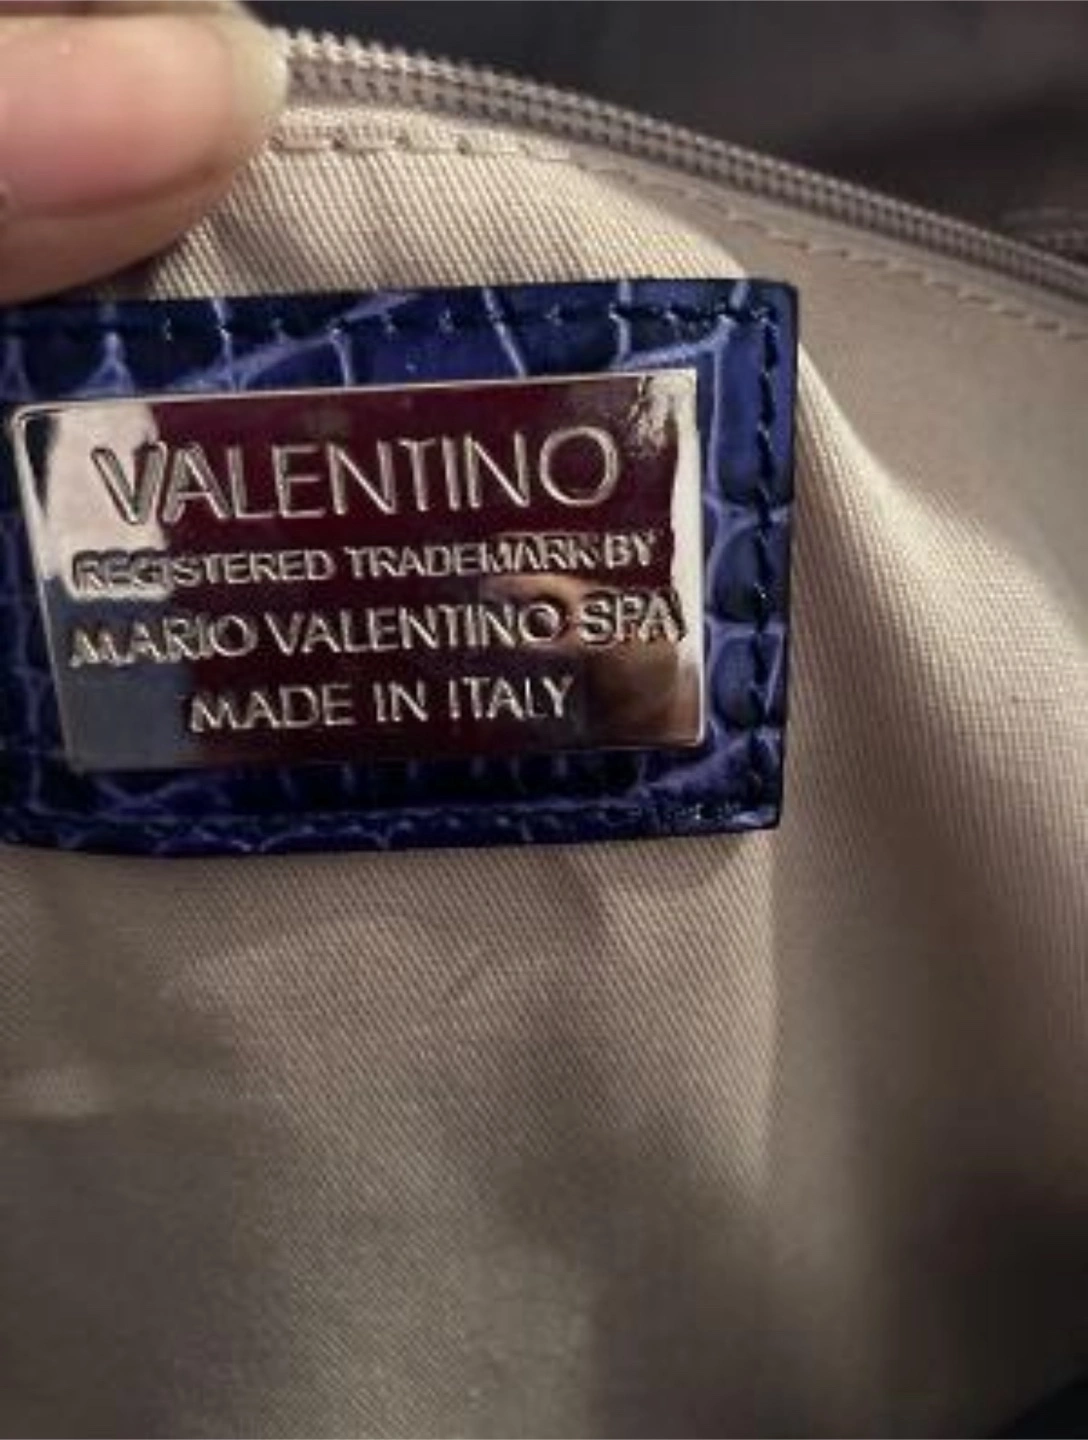 VALENTINO
REGISTERED TRADEMARK BY
MARIO VALENTINO SPA
MADE IN ITALY